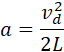 a = v_d^2 / 2L